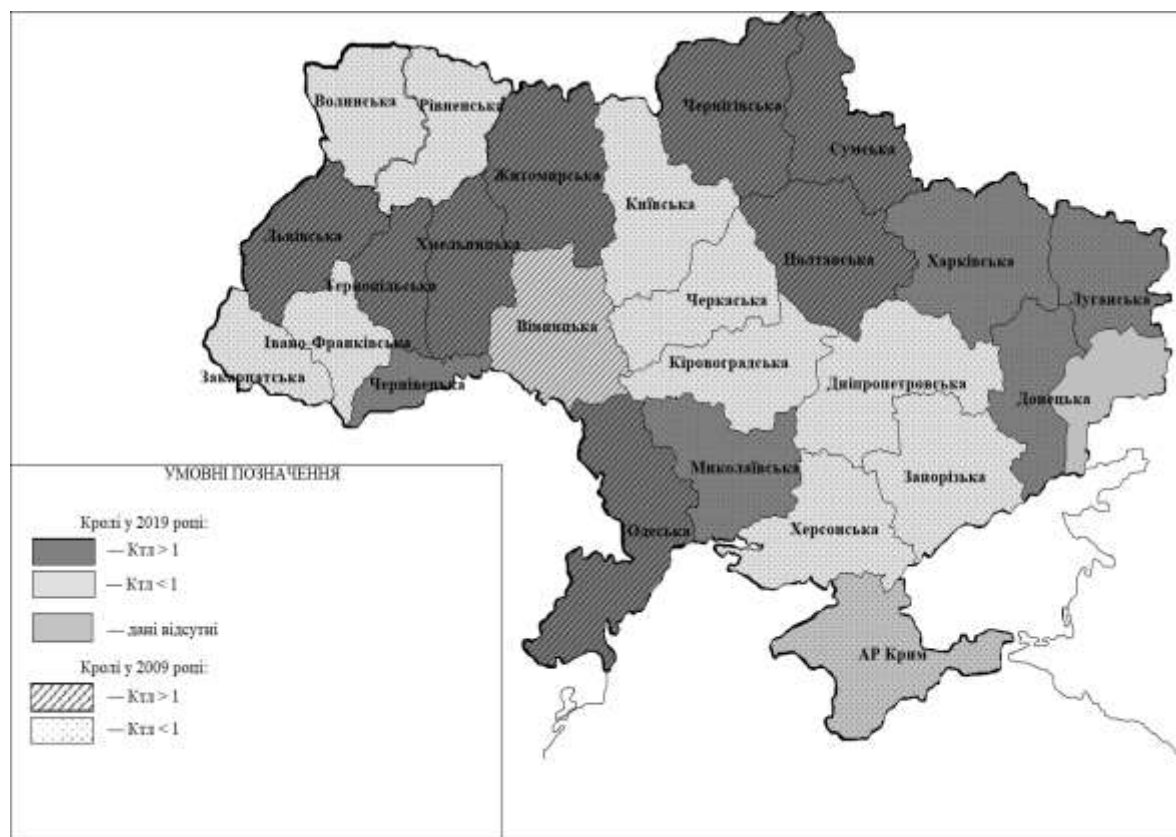 Чернігівська
Волинська
Рівненська
Сумська
Житомирська
Київська
Львівська
Хмельницька
Полтавська
Харківська
Тернопільська
Черкаська
Луганська
Вінницька
Івано-Франківська
Кіровоградська
Закарпатська
Чернівецька
Дніпропетровська
Донецька
Миколаївська
Запорізька
Одеська
Херсонська
АР Крим
УМОВНІ ПОЗНАЧЕННЯ
Кролі у 2019 році:
— Ктл > 1
— Ктл < 1
— дані відсутні
Кролі у 2009 році:
— Ктл > 1
— Ктл < 1